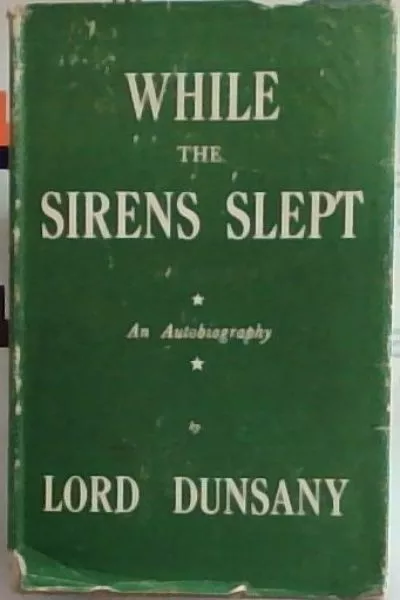 WHILE
THE
SIRENS SLEPT
An Autobiography
by
LORD DUNSANY